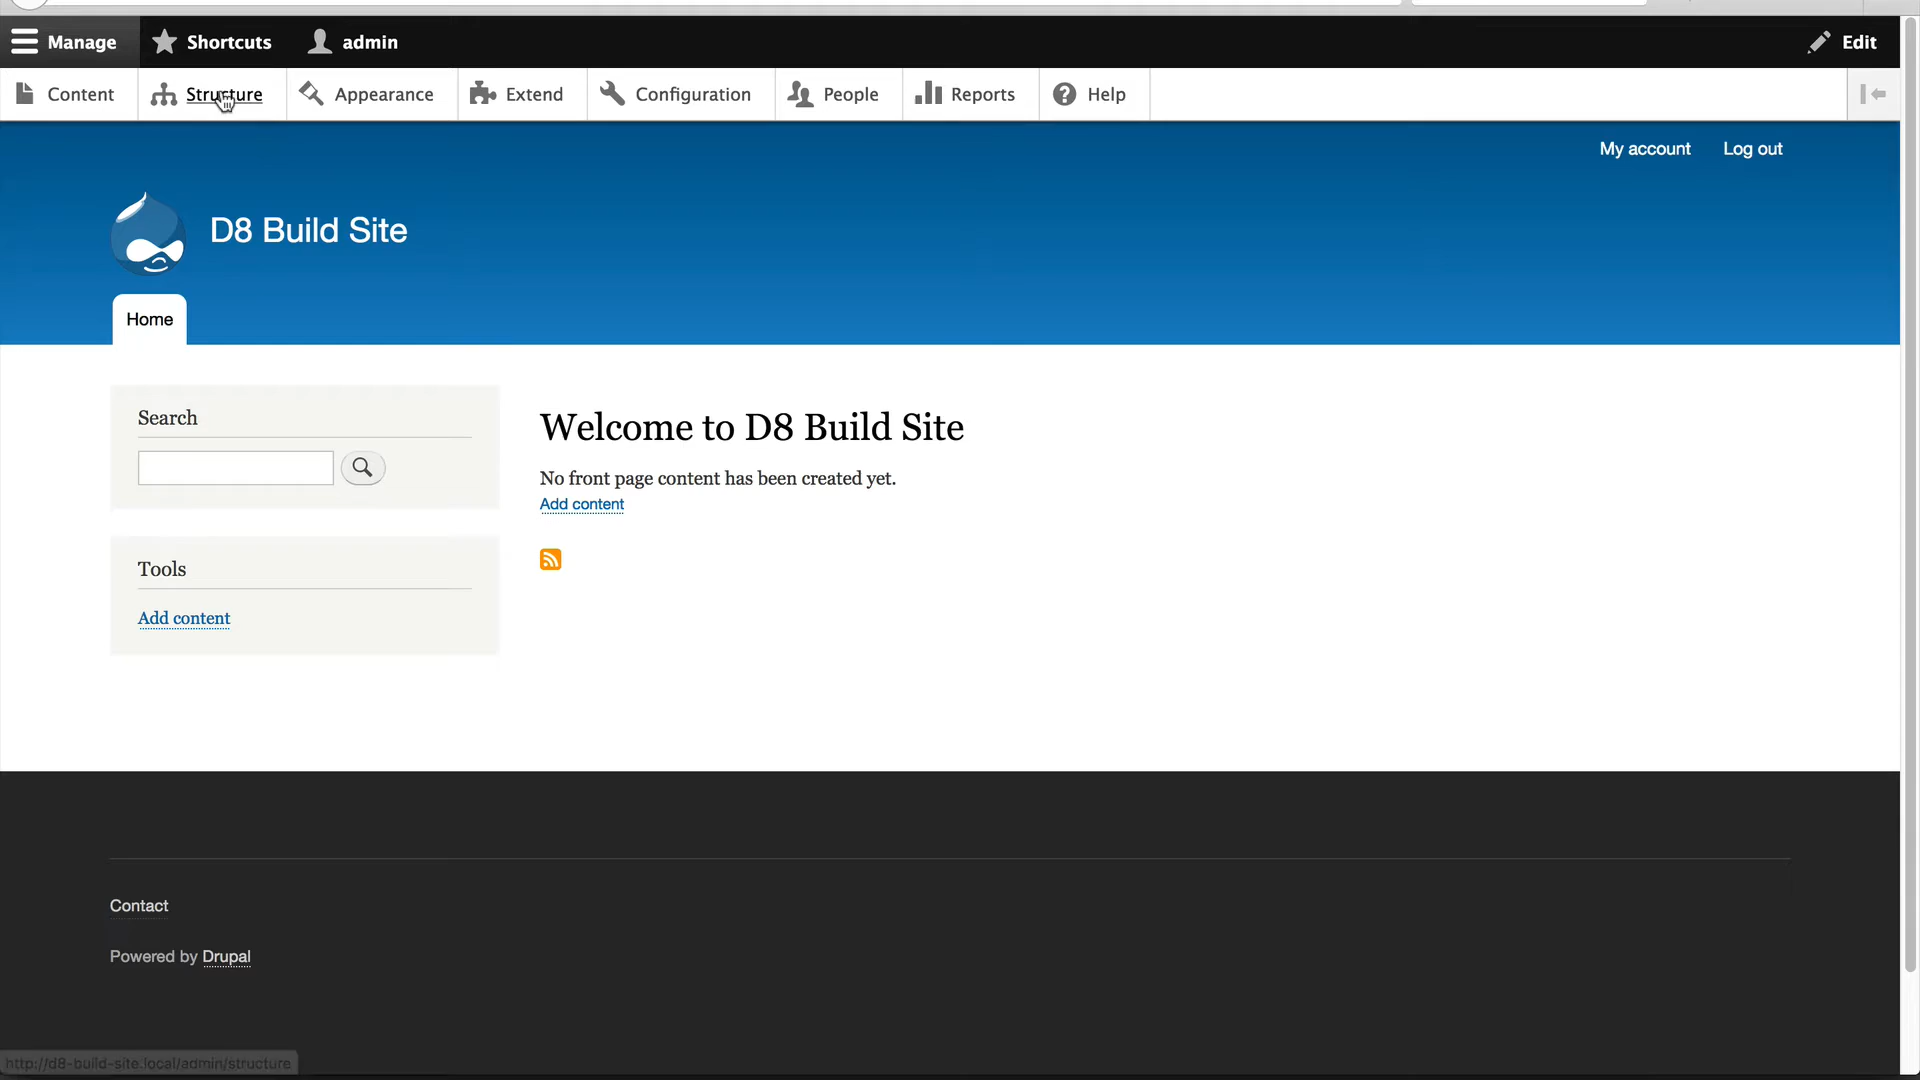 Manage Shortcuts admin Edit
Content Structure Appearance Extend Configuration People Reports Help
My account Log out
D8 Build Site
Home
Search
Welcome to D8 Build Site
No front page content has been created yet.
Add content
Tools
Add content
Contact
Powered by Drupal
http://d8-build-site.local/admin/structure